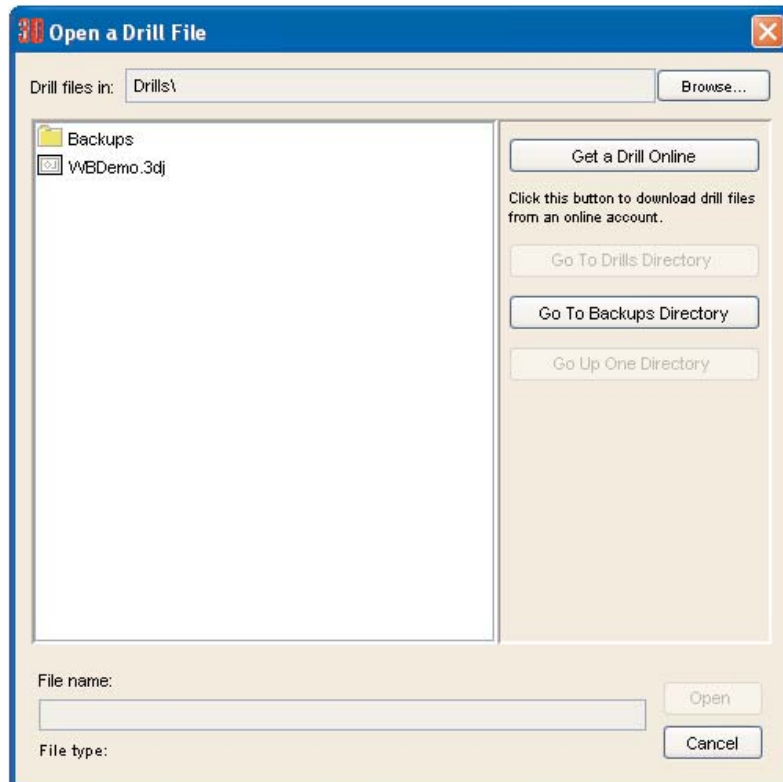 3D Open a Drill File
Drill files in: Drills\ Browse...
Backups
WBDemo.3dj
Get a Drill Online
Click this button to download drill files
from an online account.
Go To Drills Directory
Go To Backups Directory
Go Up One Directory
File name:
Open
File type:
Cancel